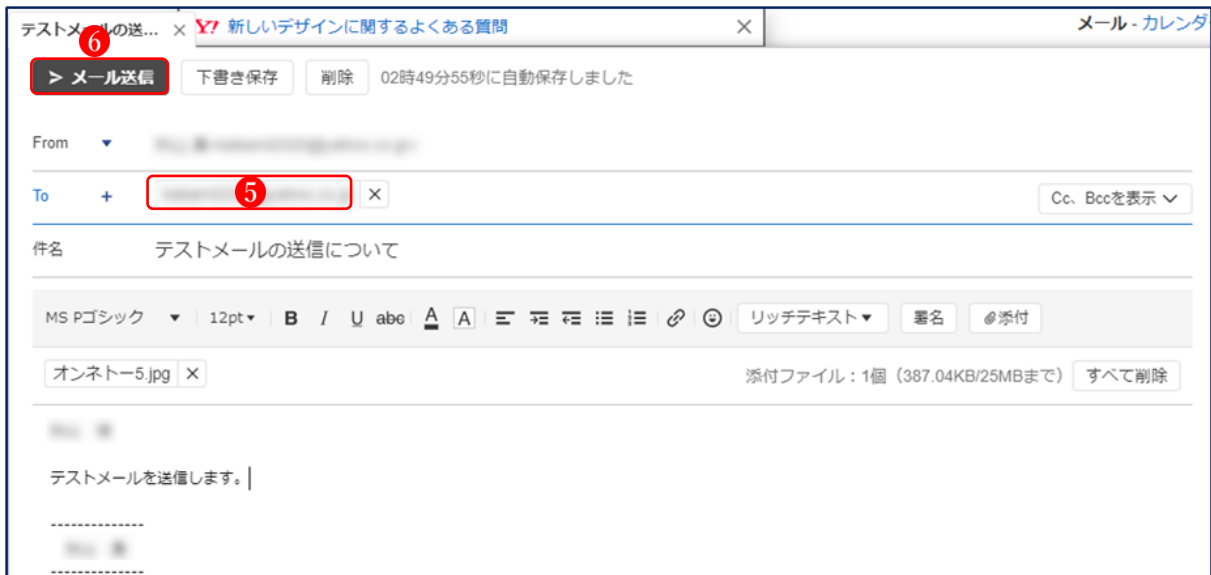 テストメールの送... × Y! 新しいデザインに関するよくある質問 × メール - カレンダ
6
> メール送信 下書き保存 削除 02時49分55秒に自動保存しました
From ▼
To + 5 × Cc、Bccを表示
件名 テストメールの送信について
MS Pゴシック ▼ 12pt▾ B I U abc A A リッチテキスト▼ 署名 添付
オンネトー5.jpg × 添付ファイル：1個（387.04KB/25MBまで） すべて削除
テストメールを送信します。
--------------
--------------